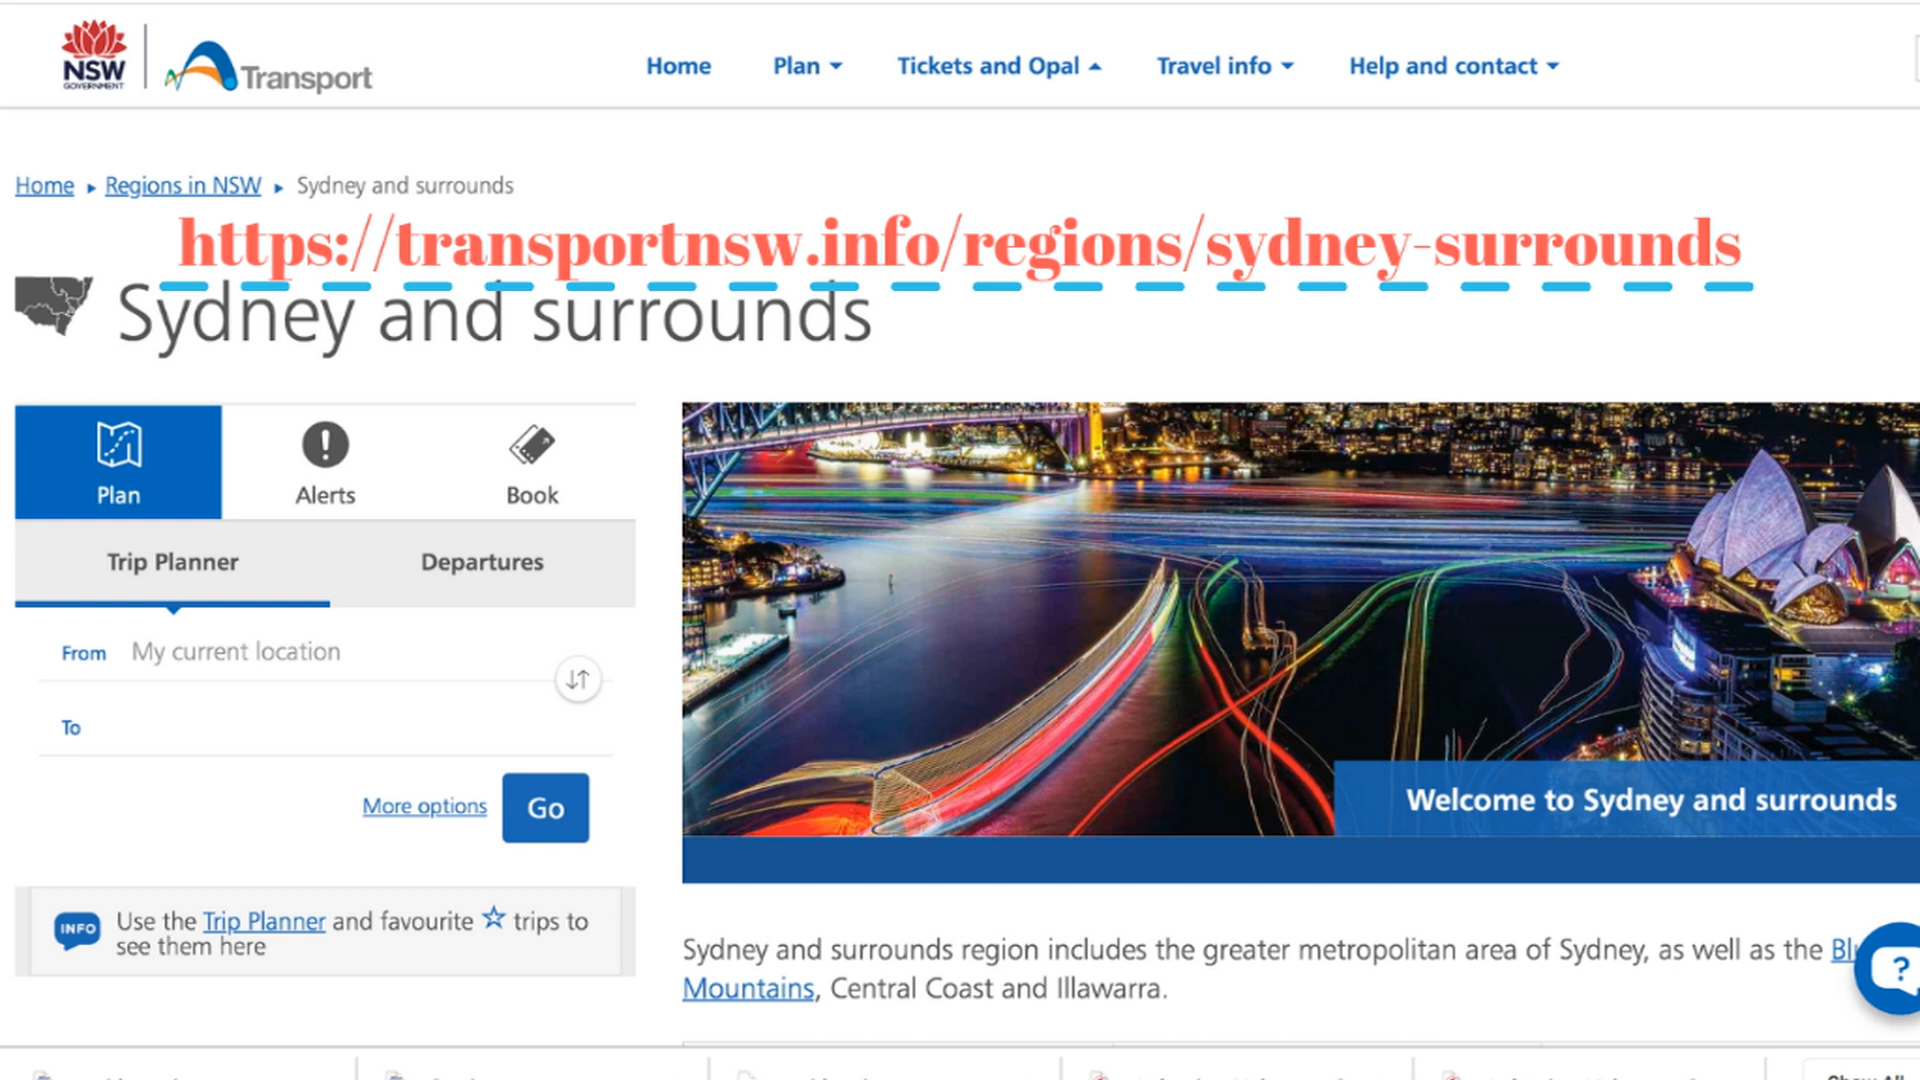 NSW
GOVERNMENT
Transport
Home Plan Tickets and Opal Travel info Help and contact
Home Regions in NSW Sydney and surrounds
https://transportnsw.info/regions/sydney-surrounds
Sydney and surrounds
Plan Alerts Book
Trip Planner Departures
From My current location
To
More options Go
INFO Use the Trip Planner and favourite trips to
see them here
Welcome to Sydney and surrounds
Sydney and surrounds region includes the greater metropolitan area of Sydney, as well as the
Mountains, Central Coast and Illawarra.
?